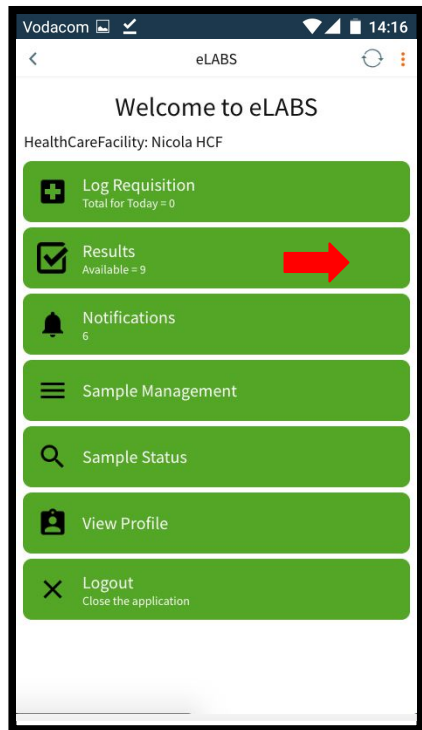 Vodacom 14:16
eLABS
Welcome to eLABS
HealthCareFacility: Nicola HCF
Log Requisition
Total for Today = 0
Results
Available = 9
Notifications
6
Sample Management
Sample Status
View Profile
Logout
Close the application